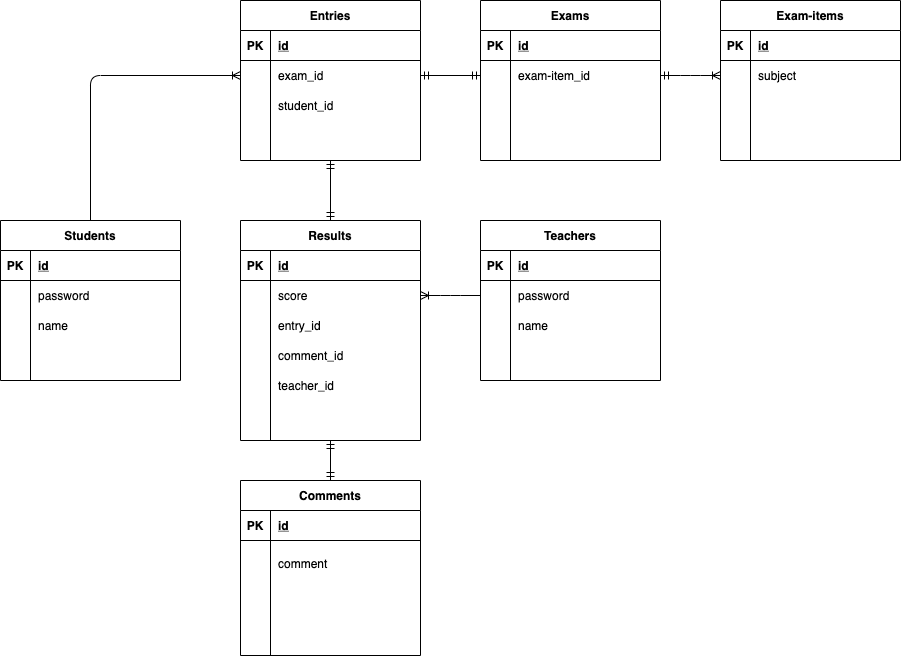 Entries
PK id
exam_id
student_id
Exams
PK id
exam-item_id
Exam-items
PK id
subject
Students
PK id
password
name
Results
PK id
score
entry_id
comment_id
teacher_id
Teachers
PK id
password
name
Comments
PK id
comment